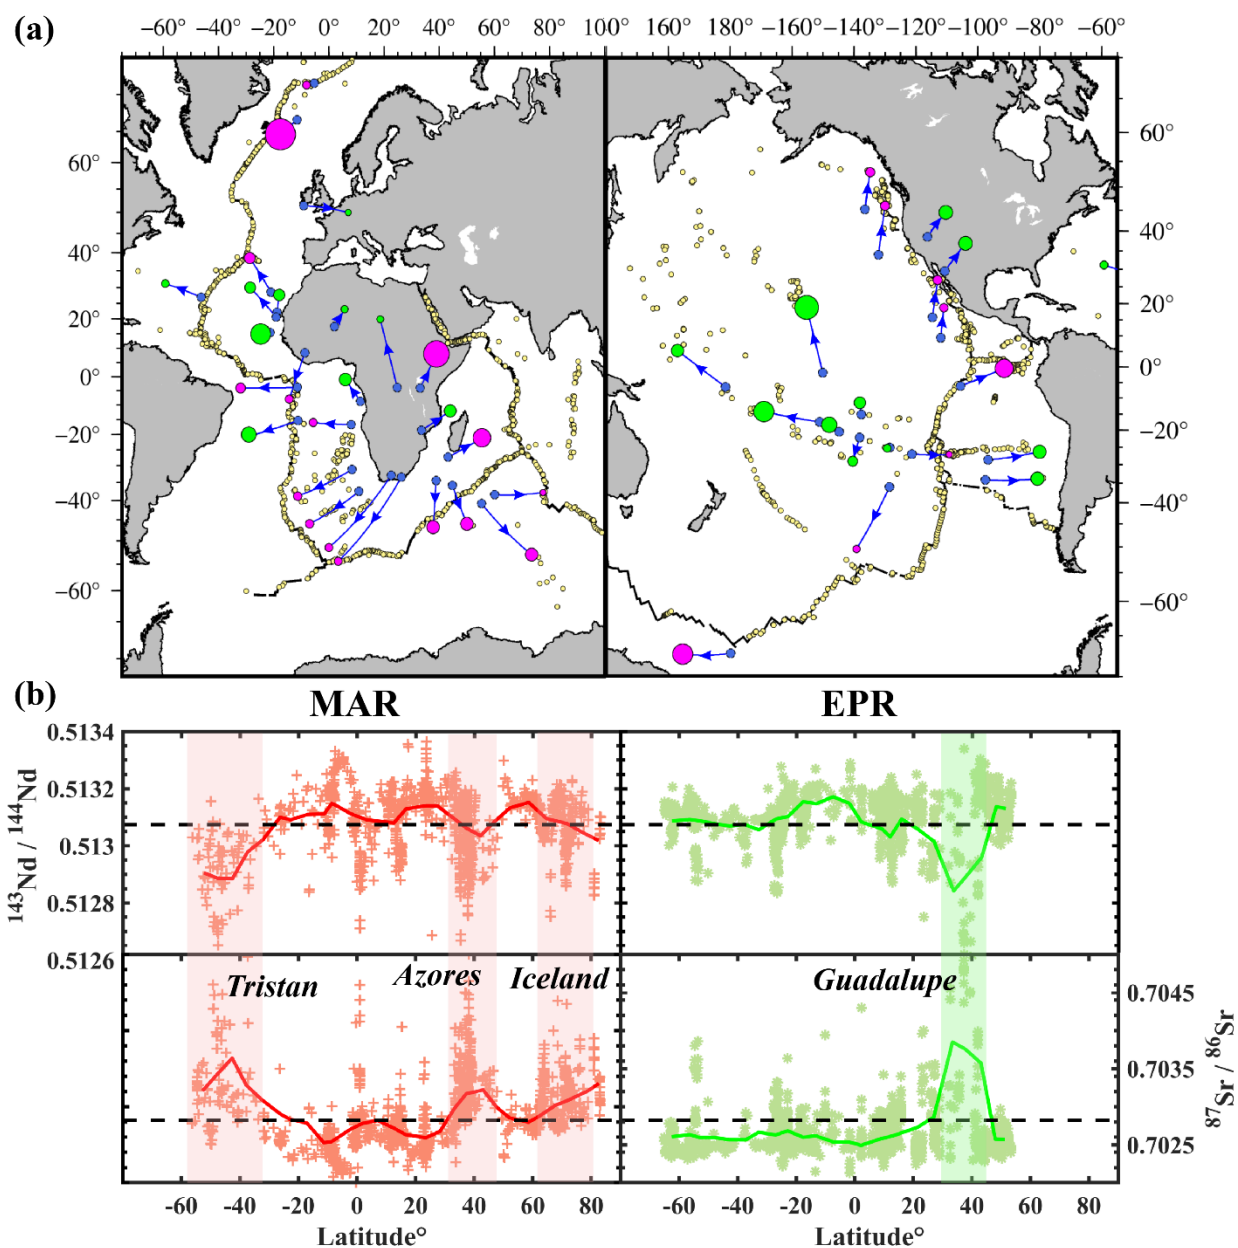 (a)
−60° −40° −20° 0° 20° 40° 60° 80° 100° 160° −160° −140° −120° −100° −80° −60°
60°
40°
20°
0°
−20°
−40°
−60°
60°
40°
20°
0°
−20°
−40°
−60°
(b)
MAR EPR
0.5134
0.5132
0.513
0.5128
0.5126
143Nd / 144Nd
Tristan Azores Iceland Guadalupe
0.7045
0.7035
0.7025
87Sr / 86Sr
-60 -40 -20 0 20 40 60 80 -60 -40 -20 0 20 40 60 80
Latitude° Latitude°